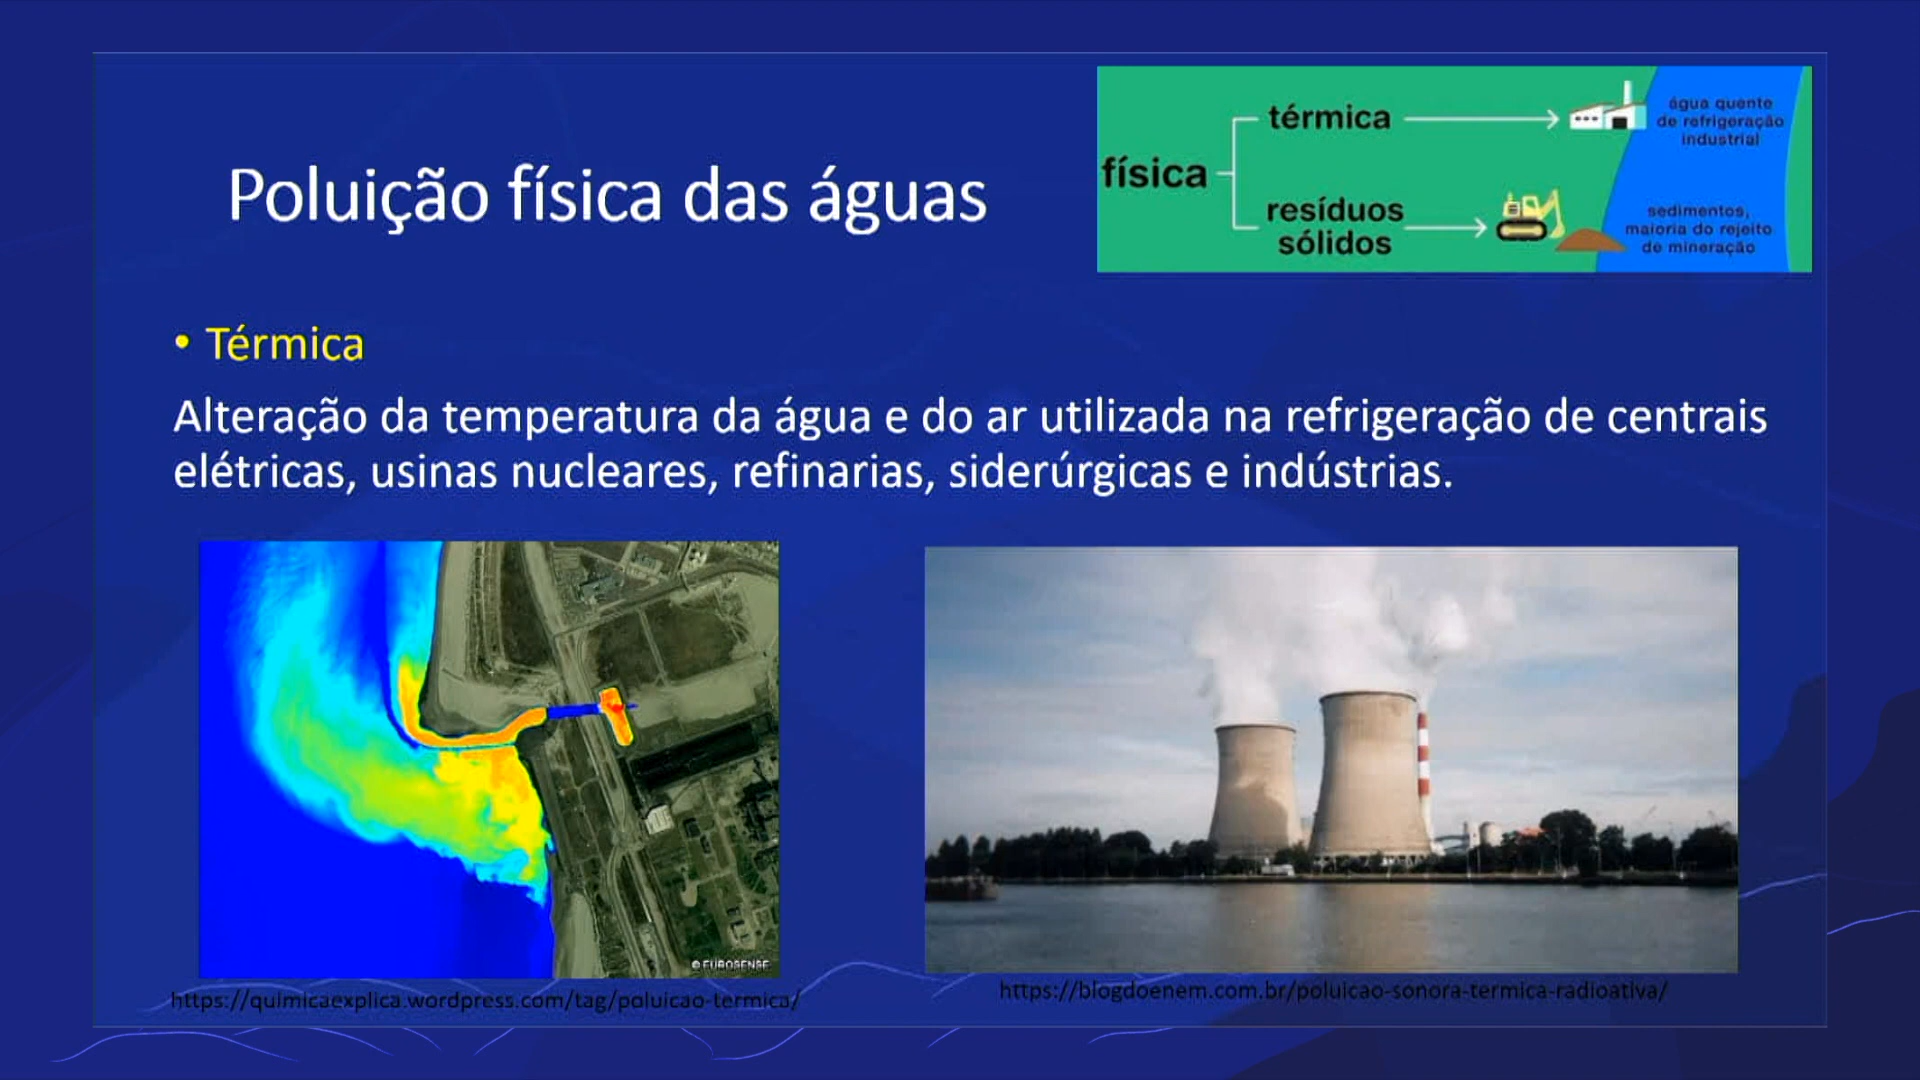 Poluição física das águas
física
térmica
água quente
de refrigeração
industrial
resíduos
sólidos
sedimentos,
maioria do rejeito
de mineração
• Térmica
Alteração da temperatura da água e do ar utilizada na refrigeração de centrais
elétricas, usinas nucleares, refinarias, siderúrgicas e indústrias.
© EUROSENSE
https://quimicaexplica.wordpress.com/tag/poluicao-termica/
https://blogdoenem.com.br/poluicao-sonora-termica-radioativa/